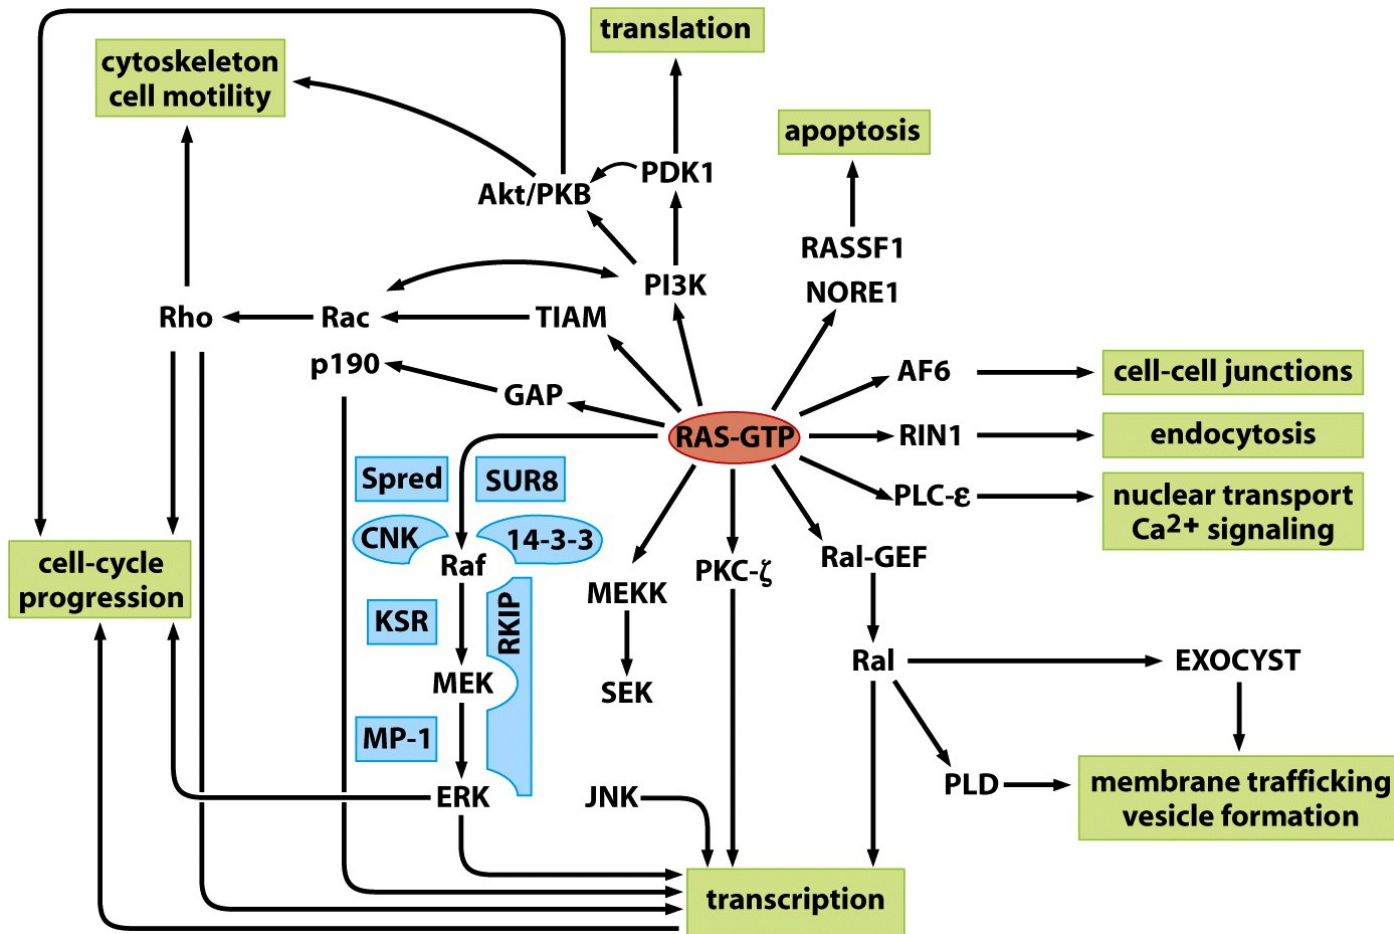 translation
cytoskeleton
cell motility
apoptosis
PDK1
Akt/PKB
RASSF1
NORE1
PI3K
Rho
Rac
TIAM
p190
GAP
AF6
cell-cell junctions
RAS-GTP
RIN1
endocytosis
Spred
SUR8
PLC-ε
nuclear transport
Ca2+ signaling
CNK
14-3-3
Raf
cell-cycle
progression
MEKK
PKC-ζ
Ral-GEF
KSR
RKIP
MEK
SEK
Ral
EXOCYST
MP-1
ERK
JNK
PLD
membrane trafficking
vesicle formation
transcription